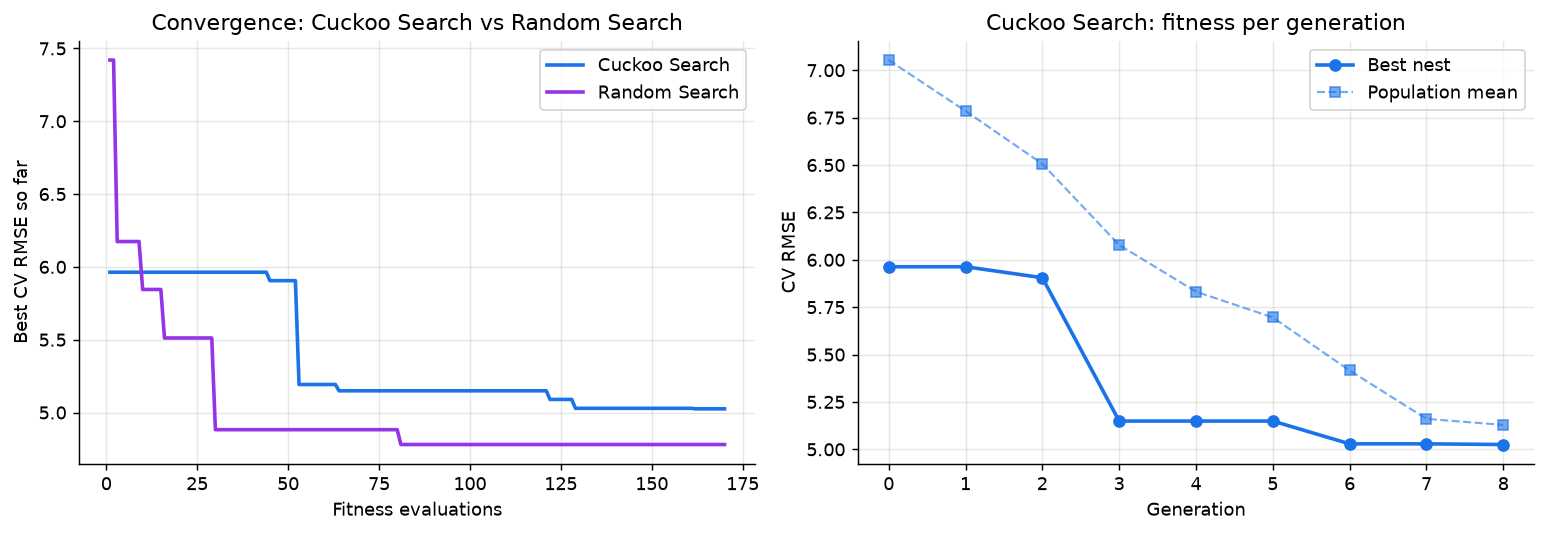 Convergence: Cuckoo Search vs Random Search
7.5
7.0
6.5
6.0
5.5
5.0
Best CV RMSE so far
0 25 50 75 100 125 150 175
Fitness evaluations
Cuckoo Search
Random Search
Cuckoo Search: fitness per generation
7.00
6.75
6.50
6.25
6.00
5.75
5.50
5.25
5.00
CV RMSE
0 1 2 3 4 5 6 7 8
Generation
Best nest
Population mean